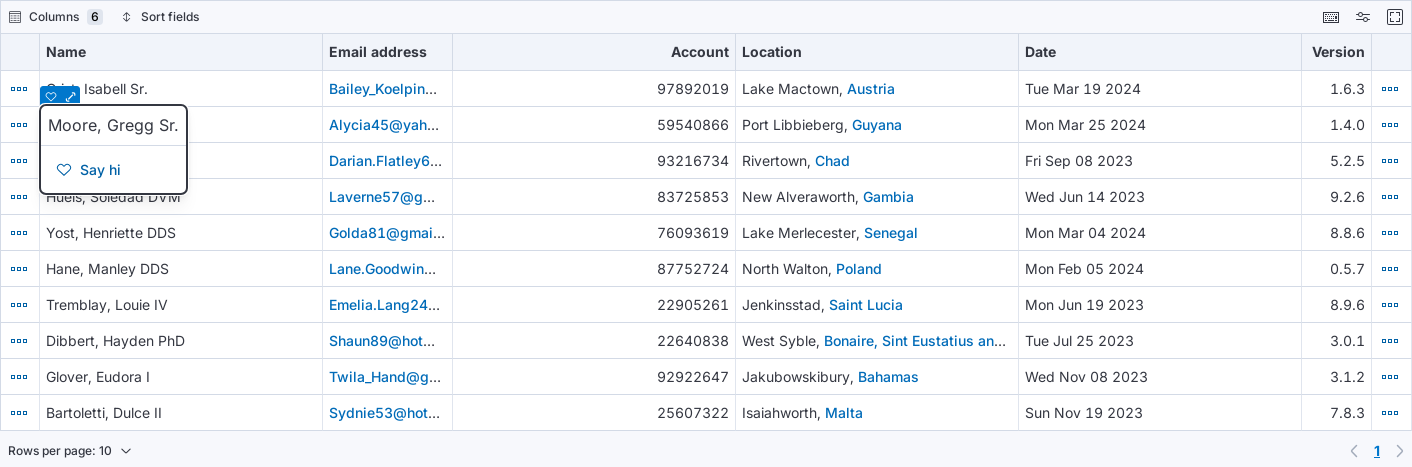 Columns 6 Sort fields
Name Email address Account Location Date Version
Isabell Sr. Bailey_Koelpin... 97892019 Lake Mactown, Austria Tue Mar 19 2024 1.6.3
Moore, Gregg Sr. Alycia45@yah... 59540866 Port Libbieberg, Guyana Mon Mar 25 2024 1.4.0
Darian.Flatley6... 93216734 Rivertown, Chad Fri Sep 08 2023 5.2.5
Say hi
Huels, Soledad DVM Laverne57@g... 83725853 New Alveraworth, Gambia Wed Jun 14 2023 9.2.6
Yost, Henriette DDS Golda81@gmai... 76093619 Lake Merlecester, Senegal Mon Mar 04 2024 8.8.6
Hane, Manley DDS Lane.Goodwin... 87752724 North Walton, Poland Mon Feb 05 2024 0.5.7
Tremblay, Louie IV Emelia.Lang24... 22905261 Jenkinsstad, Saint Lucia Mon Jun 19 2023 8.9.6
Dibbert, Hayden PhD Shaun89@hot... 22640838 West Syble, Bonaire, Sint Eustatius an... Tue Jul 25 2023 3.0.1
Glover, Eudora I Twila_Hand@g... 92922647 Jakubowskibury, Bahamas Wed Nov 08 2023 3.1.2
Bartoletti, Dulce II Sydnie53@hot... 25607322 Isaiahworth, Malta Sun Nov 19 2023 7.8.3
Rows per page: 10 1